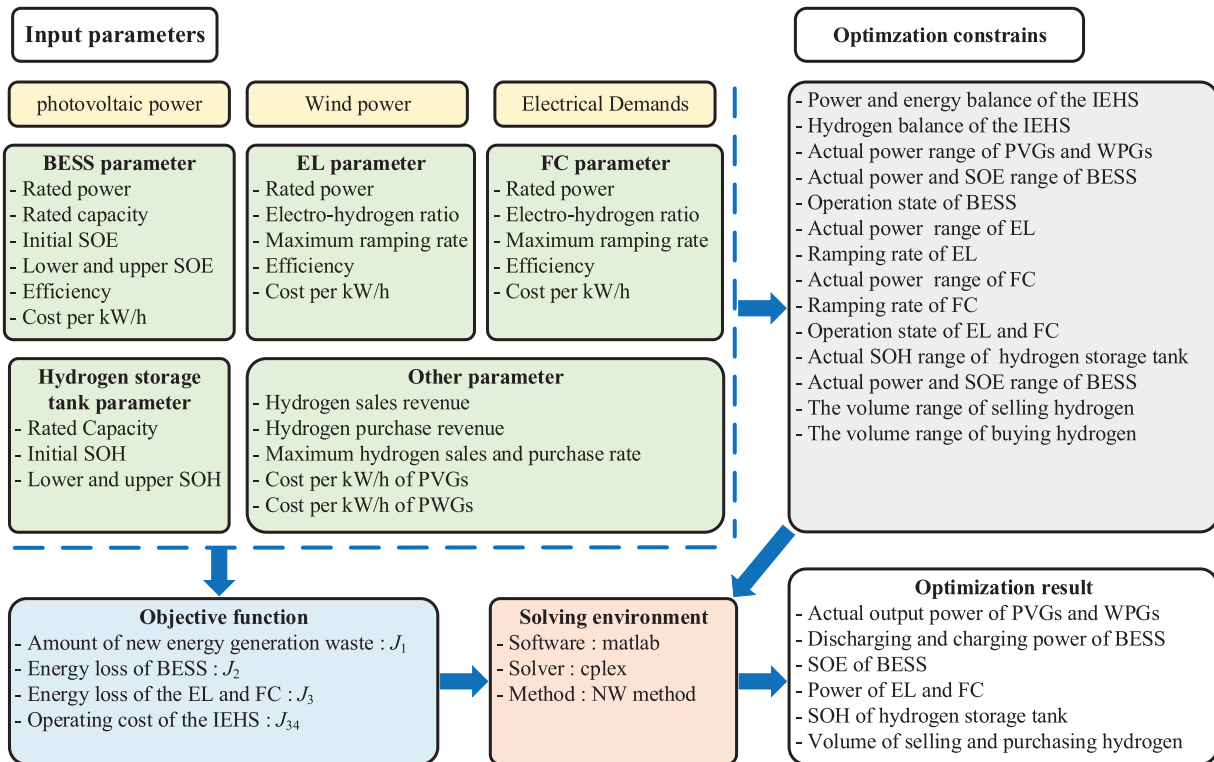 Input parameters
Optimzation constrains
photovoltaic power
Wind power
Electrical Demands
BESS parameter
- Rated power
- Rated capacity
- Initial SOE
- Lower and upper SOE
- Efficiency
- Cost per kW/h
EL parameter
- Rated power
- Electro-hydrogen ratio
- Maximum ramping rate
- Efficiency
- Cost per kW/h
FC parameter
- Rated power
- Electro-hydrogen ratio
- Maximum ramping rate
- Efficiency
- Cost per kW/h
Hydrogen storage
tank parameter
- Rated Capacity
- Initial SOH
- Lower and upper SOH
Other parameter
- Hydrogen sales revenue
- Hydrogen purchase revenue
- Maximum hydrogen sales and purchase rate
- Cost per kW/h of PVGs
- Cost per kW/h of PWGs
- Power and energy balance of the IEHS
- Hydrogen balance of the IEHS
- Actual power range of PVGs and WPGs
- Actual power and SOE range of BESS
- Operation state of BESS
- Actual power range of EL
- Ramping rate of EL
- Actual power range of FC
- Ramping rate of FC
- Operation state of EL and FC
- Actual SOH range of hydrogen storage tank
- Actual power and SOE range of BESS
- The volume range of selling hydrogen
- The volume range of buying hydrogen
Objective function
- Amount of new energy generation waste : J1
- Energy loss of BESS : J2
- Energy loss of the EL and FC : J3
- Operating cost of the IEHS : J34
Solving environment
- Software : matlab
- Solver : cplex
- Method : NW method
Optimization result
- Actual output power of PVGs and WPGs
- Discharging and charging power of BESS
- SOE of BESS
- Power of EL and FC
- SOH of hydrogen storage tank
- Volume of selling and purchasing hydrogen